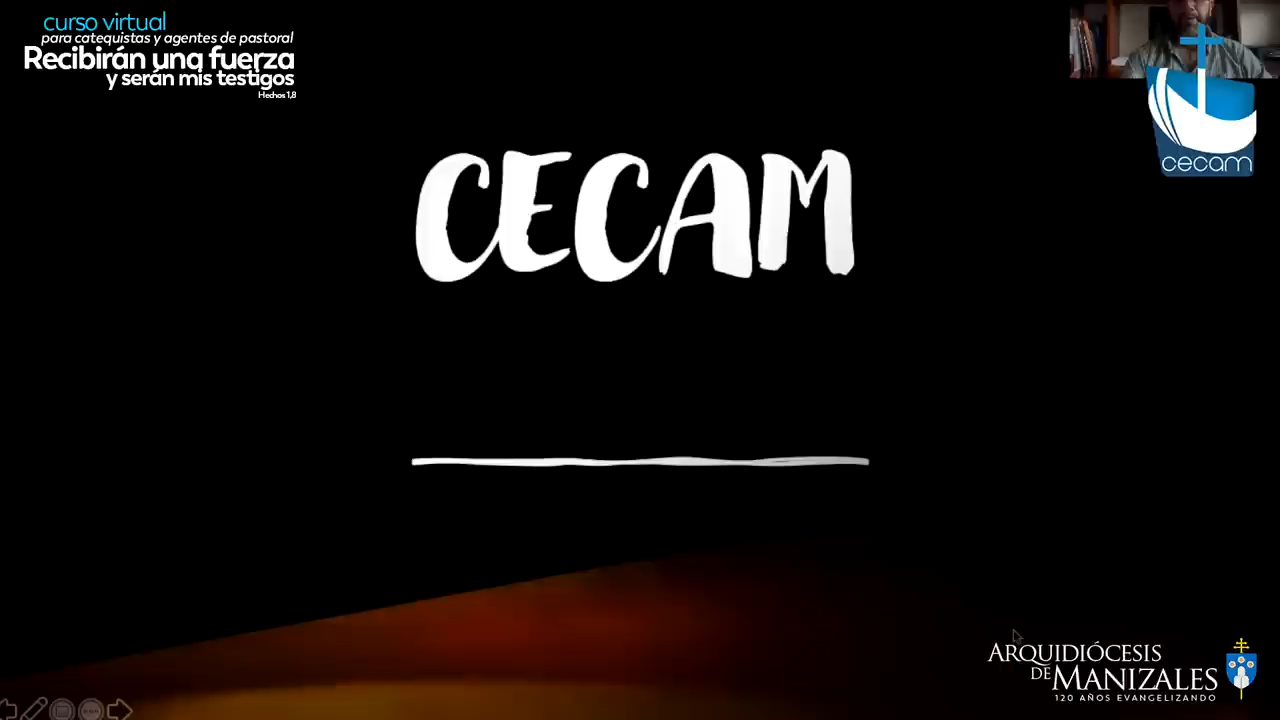 curso virtual
para catequistas y agentes de pastoral
Recibirán una fuerza
y serán mis testigos
Hechos 1,8
cecam
CECAM
ARQUIDIÓCESIS
DE MANIZALES
120 AÑOS EVANGELIZANDO